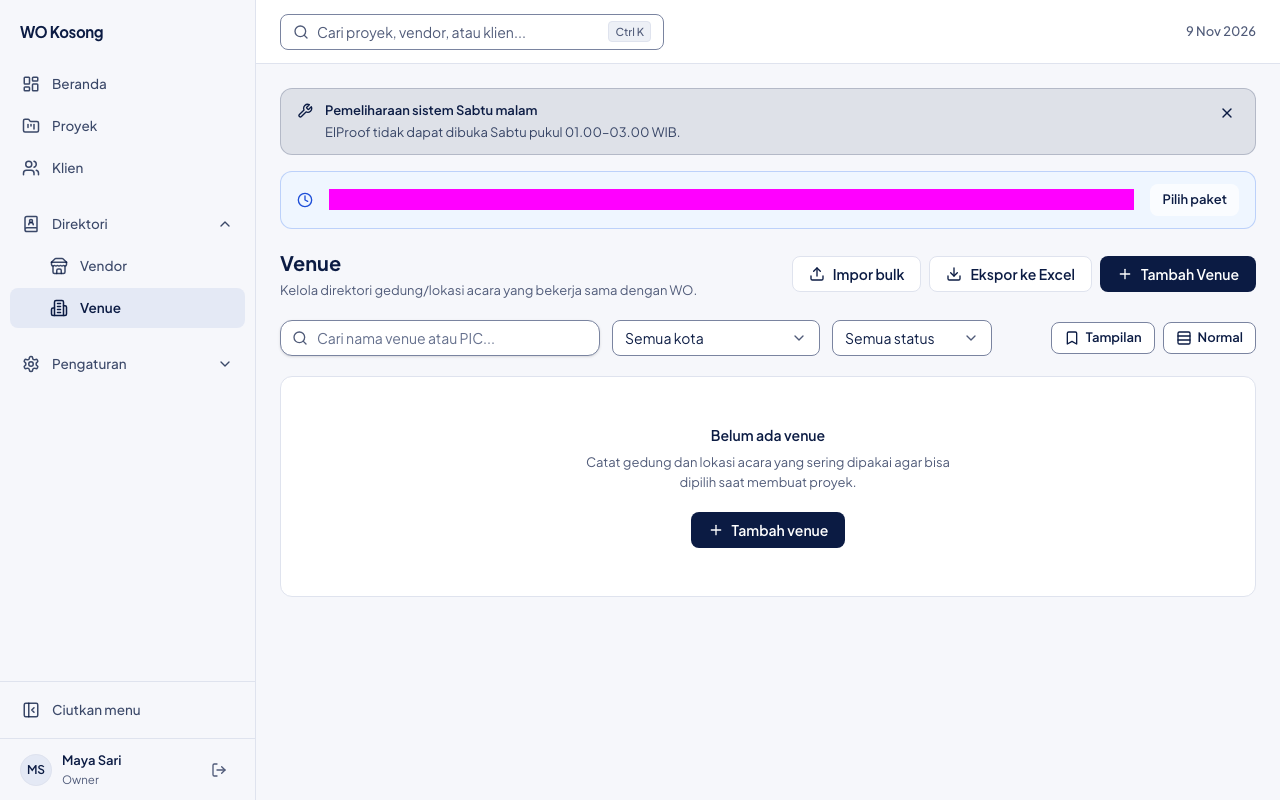 WO Kosong
Cari proyek, vendor, atau klien...
Ctrl K
9 Nov 2026
Beranda
Proyek
Klien
Direktori
Vendor
Venue
Pengaturan
Pemeliharaan sistem Sabtu malam
ElProof tidak dapat dibuka Sabtu pukul 01.00–03.00 WIB.
Pilih paket
Venue
Kelola direktori gedung/lokasi acara yang bekerja sama dengan WO.
Impor bulk
Ekspor ke Excel
Tambah Venue
Cari nama venue atau PIC...
Semua kota
Semua status
Tampilan
Normal
Belum ada venue
Catat gedung dan lokasi acara yang sering dipakai agar bisa
dipilih saat membuat proyek.
Tambah venue
Ciutkan menu
MS
Maya Sari
Owner